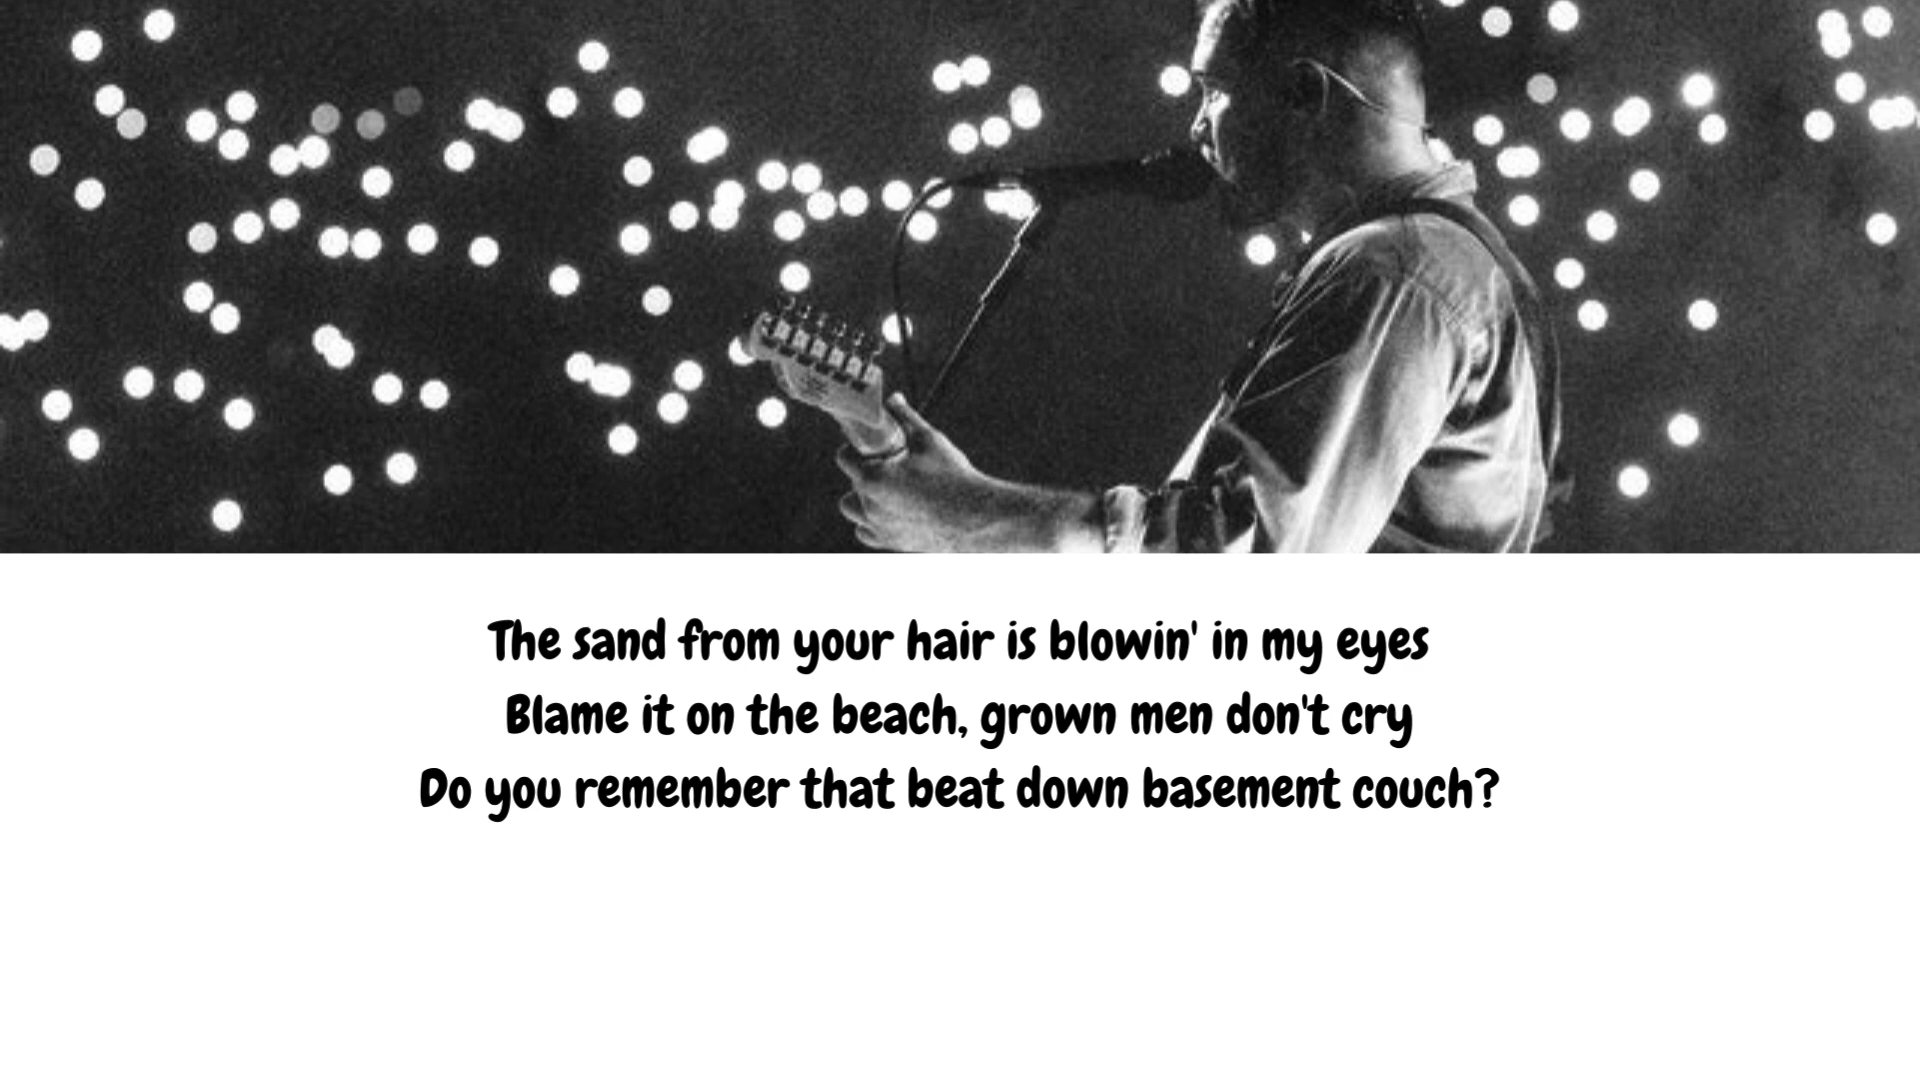 The sand from your hair is blowin' in my eyes
Blame it on the beach, grown men don't cry
Do you remember that beat down basement couch?